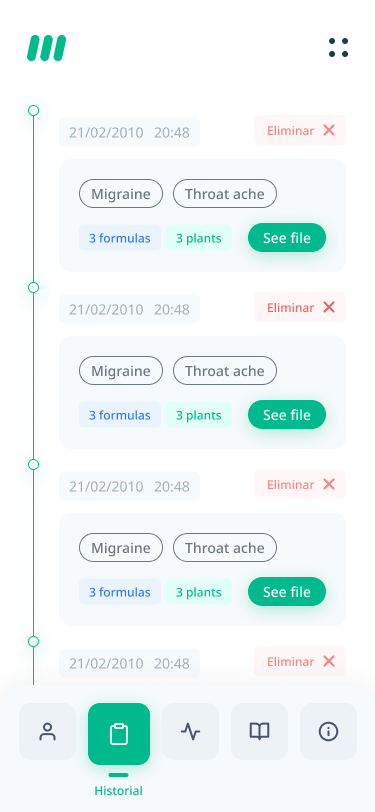 21/02/2010 20:48 Eliminar
Migraine Throat ache
3 formulas 3 plants See file
21/02/2010 20:48 Eliminar
Migraine Throat ache
3 formulas 3 plants See file
21/02/2010 20:48 Eliminar
Migraine Throat ache
3 formulas 3 plants See file
21/02/2010 20:48 Eliminar
Historial